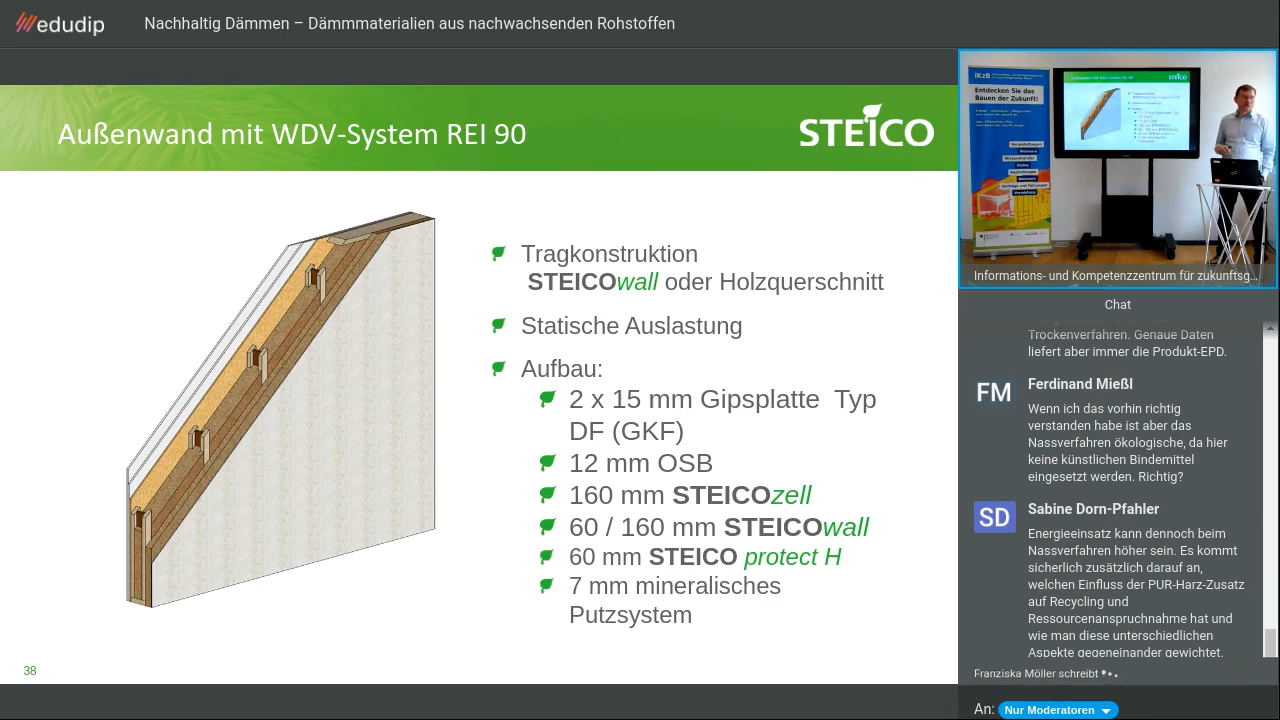 edudip
Nachhaltig Dämmen – Dämmmaterialien aus nachwachsenden Rohstoffen
Außenwand mit WDV-System REI 90
STEICO
Tragkonstruktion
STEICOwall oder Holzquerschnitt
Statische Auslastung
Aufbau:
2 x 15 mm Gipsplatte Typ
DF (GKF)
12 mm OSB
160 mm STEICOzell
60 / 160 mm STEICOwall
60 mm STEICO protect H
7 mm mineralisches
Putzsystem
38
IKzB
Entdecken Sie das
Bauen der Zukunft!
STEICO
Informations- und Kompetenzzentrum für zukunftsg...
Chat
Trockenverfahren. Genaue Daten
liefert aber immer die Produkt-EPD.
FM
Ferdinand Mießl
Wenn ich das vorhin richtig
verstanden habe ist aber das
Nassverfahren ökologische, da hier
keine künstlichen Bindemittel
eingesetzt werden. Richtig?
SD
Sabine Dorn-Pfahler
Energieeinsatz kann dennoch beim
Nassverfahren höher sein. Es kommt
sicherlich zusätzlich darauf an,
welchen Einfluss der PUR-Harz-Zusatz
auf Recycling und
Ressourcenanspruchnahme hat und
wie man diese unterschiedlichen
Aspekte gegeneinander gewichtet.
Franziska Möller schreibt
An: Nur Moderatoren